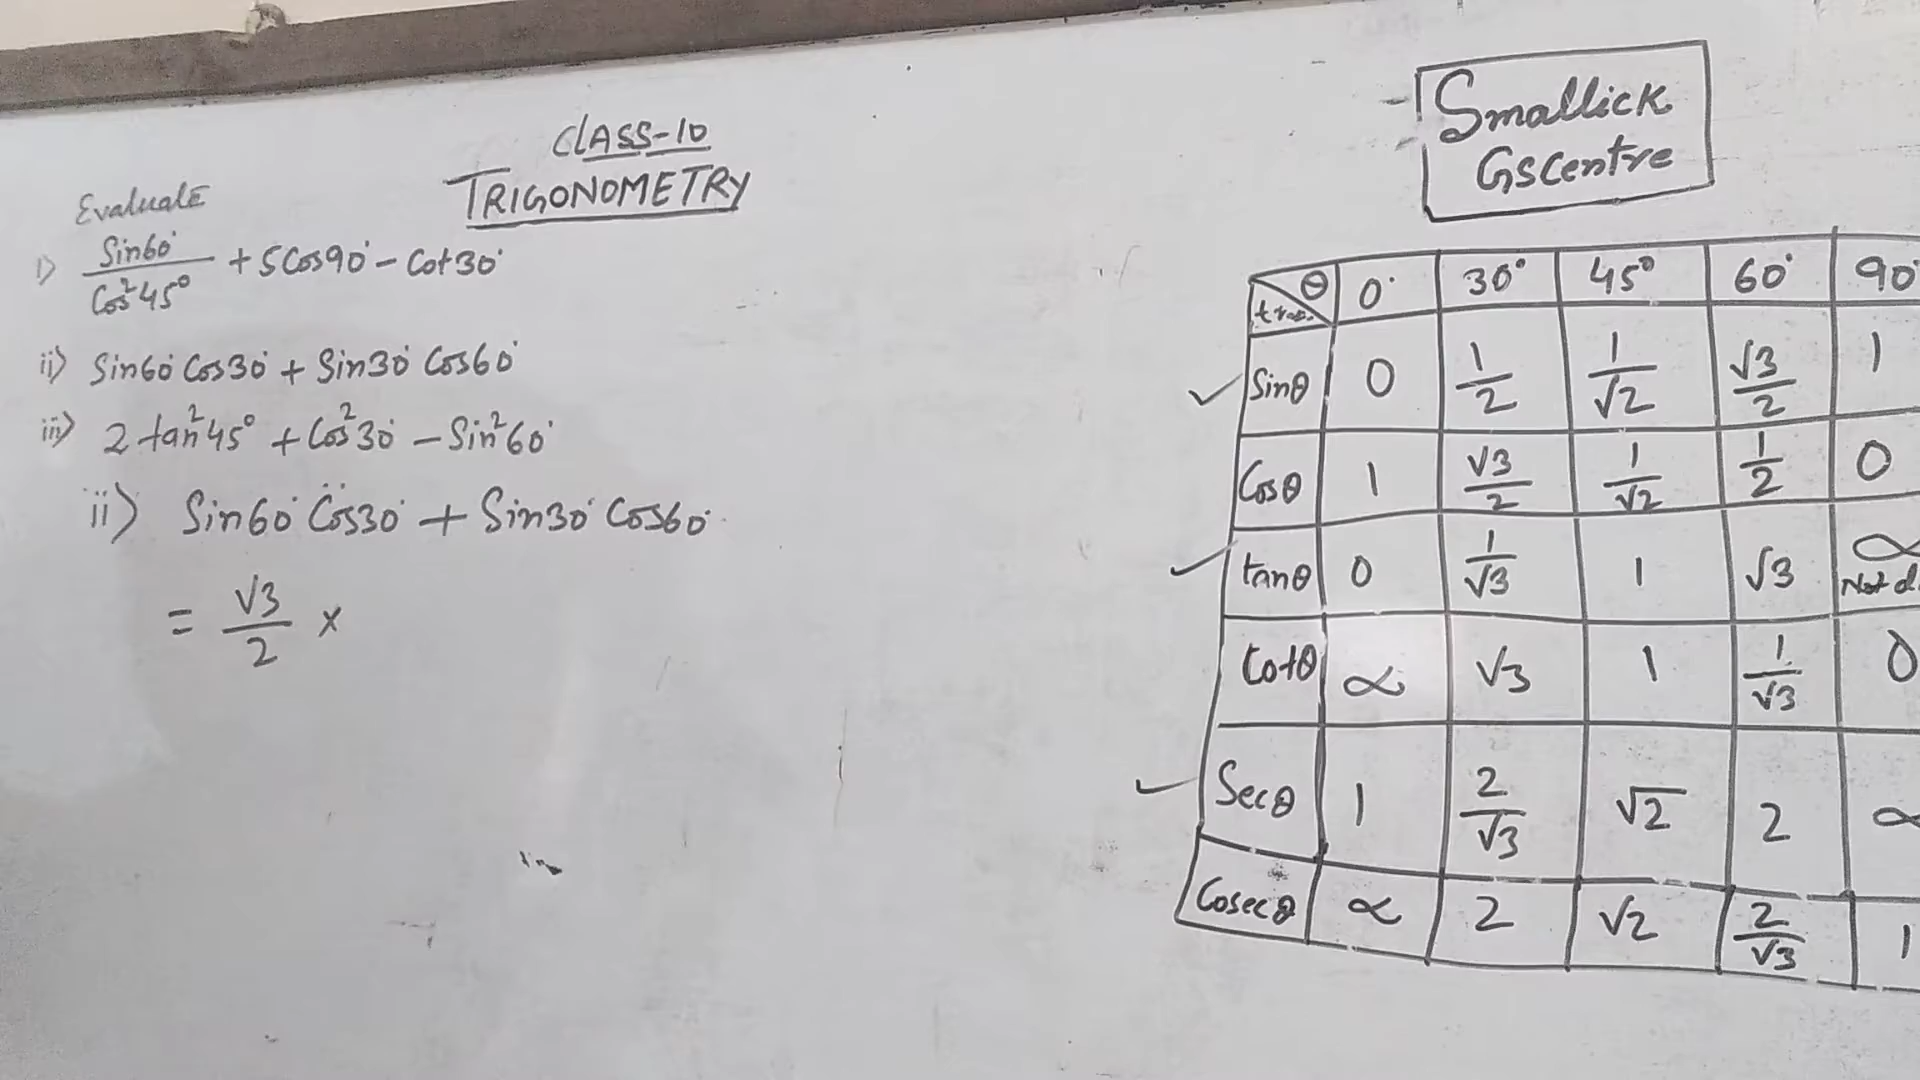 CLASS-10
TRIGONOMETRY
Smallick
GSCentre
Evaluate
i) Sin60°/Cos²45° + 5Cos90° - Cot30°
ii) Sin60° Cos30° + Sin30° Cos60°
iii) 2 tan²45° + Cos²30° - Sin²60°
ii) Sin60° Cos30° + Sin30° Cos60°
= √3/2 ×
θ 0° 30° 45° 60° 90°
Sinθ 0 1/2 1/√2 √3/2 1
Cosθ 1 √3/2 1/√2 1/2 0
tanθ 0 1/√3 1 √3 ∝ Not d
Cotθ ∝ √3 1 1/√3 0
Secθ 1 2/√3 √2 2 ∝
Cosecθ ∝ 2 √2 2/√3 1